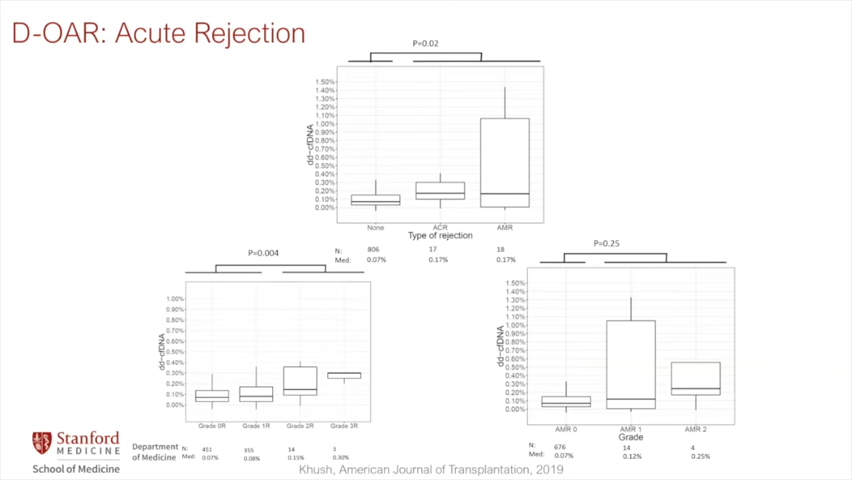 D-OAR: Acute Rejection
P=0.02
dd-cfDNA
1.50%
1.40%
1.30%
1.20%
1.10%
1.00%
0.90%
0.80%
0.70%
0.60%
0.50%
0.40%
0.30%
0.20%
0.10%
0.00%
None ACR AMR
Type of rejection
N: 806 17 18
Med: 0.07% 0.17% 0.17%
P=0.004
dd-cfDNA
1.00%
0.90%
0.80%
0.70%
0.60%
0.50%
0.40%
0.30%
0.20%
0.10%
0.00%
Grade 0R Grade 1R Grade 2R Grade 3R
N: 451 355 14 3
Med: 0.07% 0.08% 0.15% 0.30%
P=0.25
dd-cfDNA
1.50%
1.40%
1.30%
1.20%
1.10%
1.00%
0.90%
0.80%
0.70%
0.60%
0.50%
0.40%
0.30%
0.20%
0.10%
0.00%
AMR 0 AMR 1 AMR 2
Grade
N: 676 14 4
Med: 0.07% 0.12% 0.25%
Stanford
MEDICINE
School of Medicine
Department
of Medicine
Khush, American Journal of Transplantation, 2019